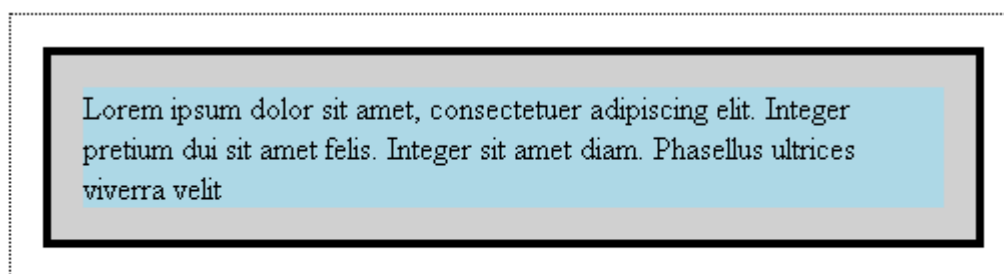 Lorem ipsum dolor sit amet, consectetuer adipiscing elit. Integer
pretium dui sit amet felis. Integer sit amet diam. Phasellus ultrices
viverra velit